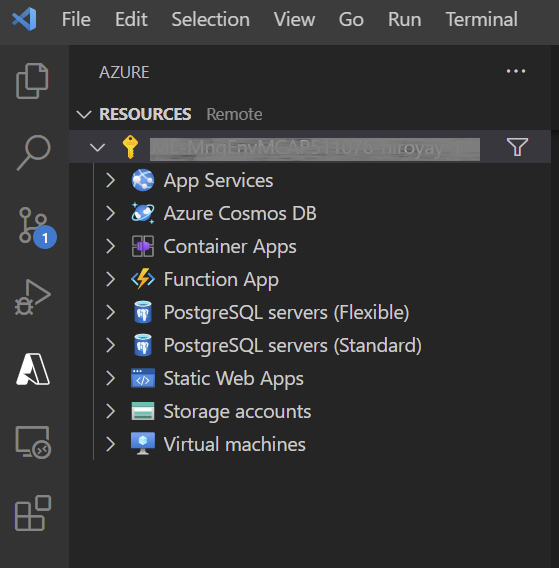 File Edit Selection View Go Run Terminal
AZURE
RESOURCES Remote
App Services
Azure Cosmos DB
1
Container Apps
Function App
PostgreSQL servers (Flexible)
PostgreSQL servers (Standard)
Static Web Apps
Storage accounts
Virtual machines